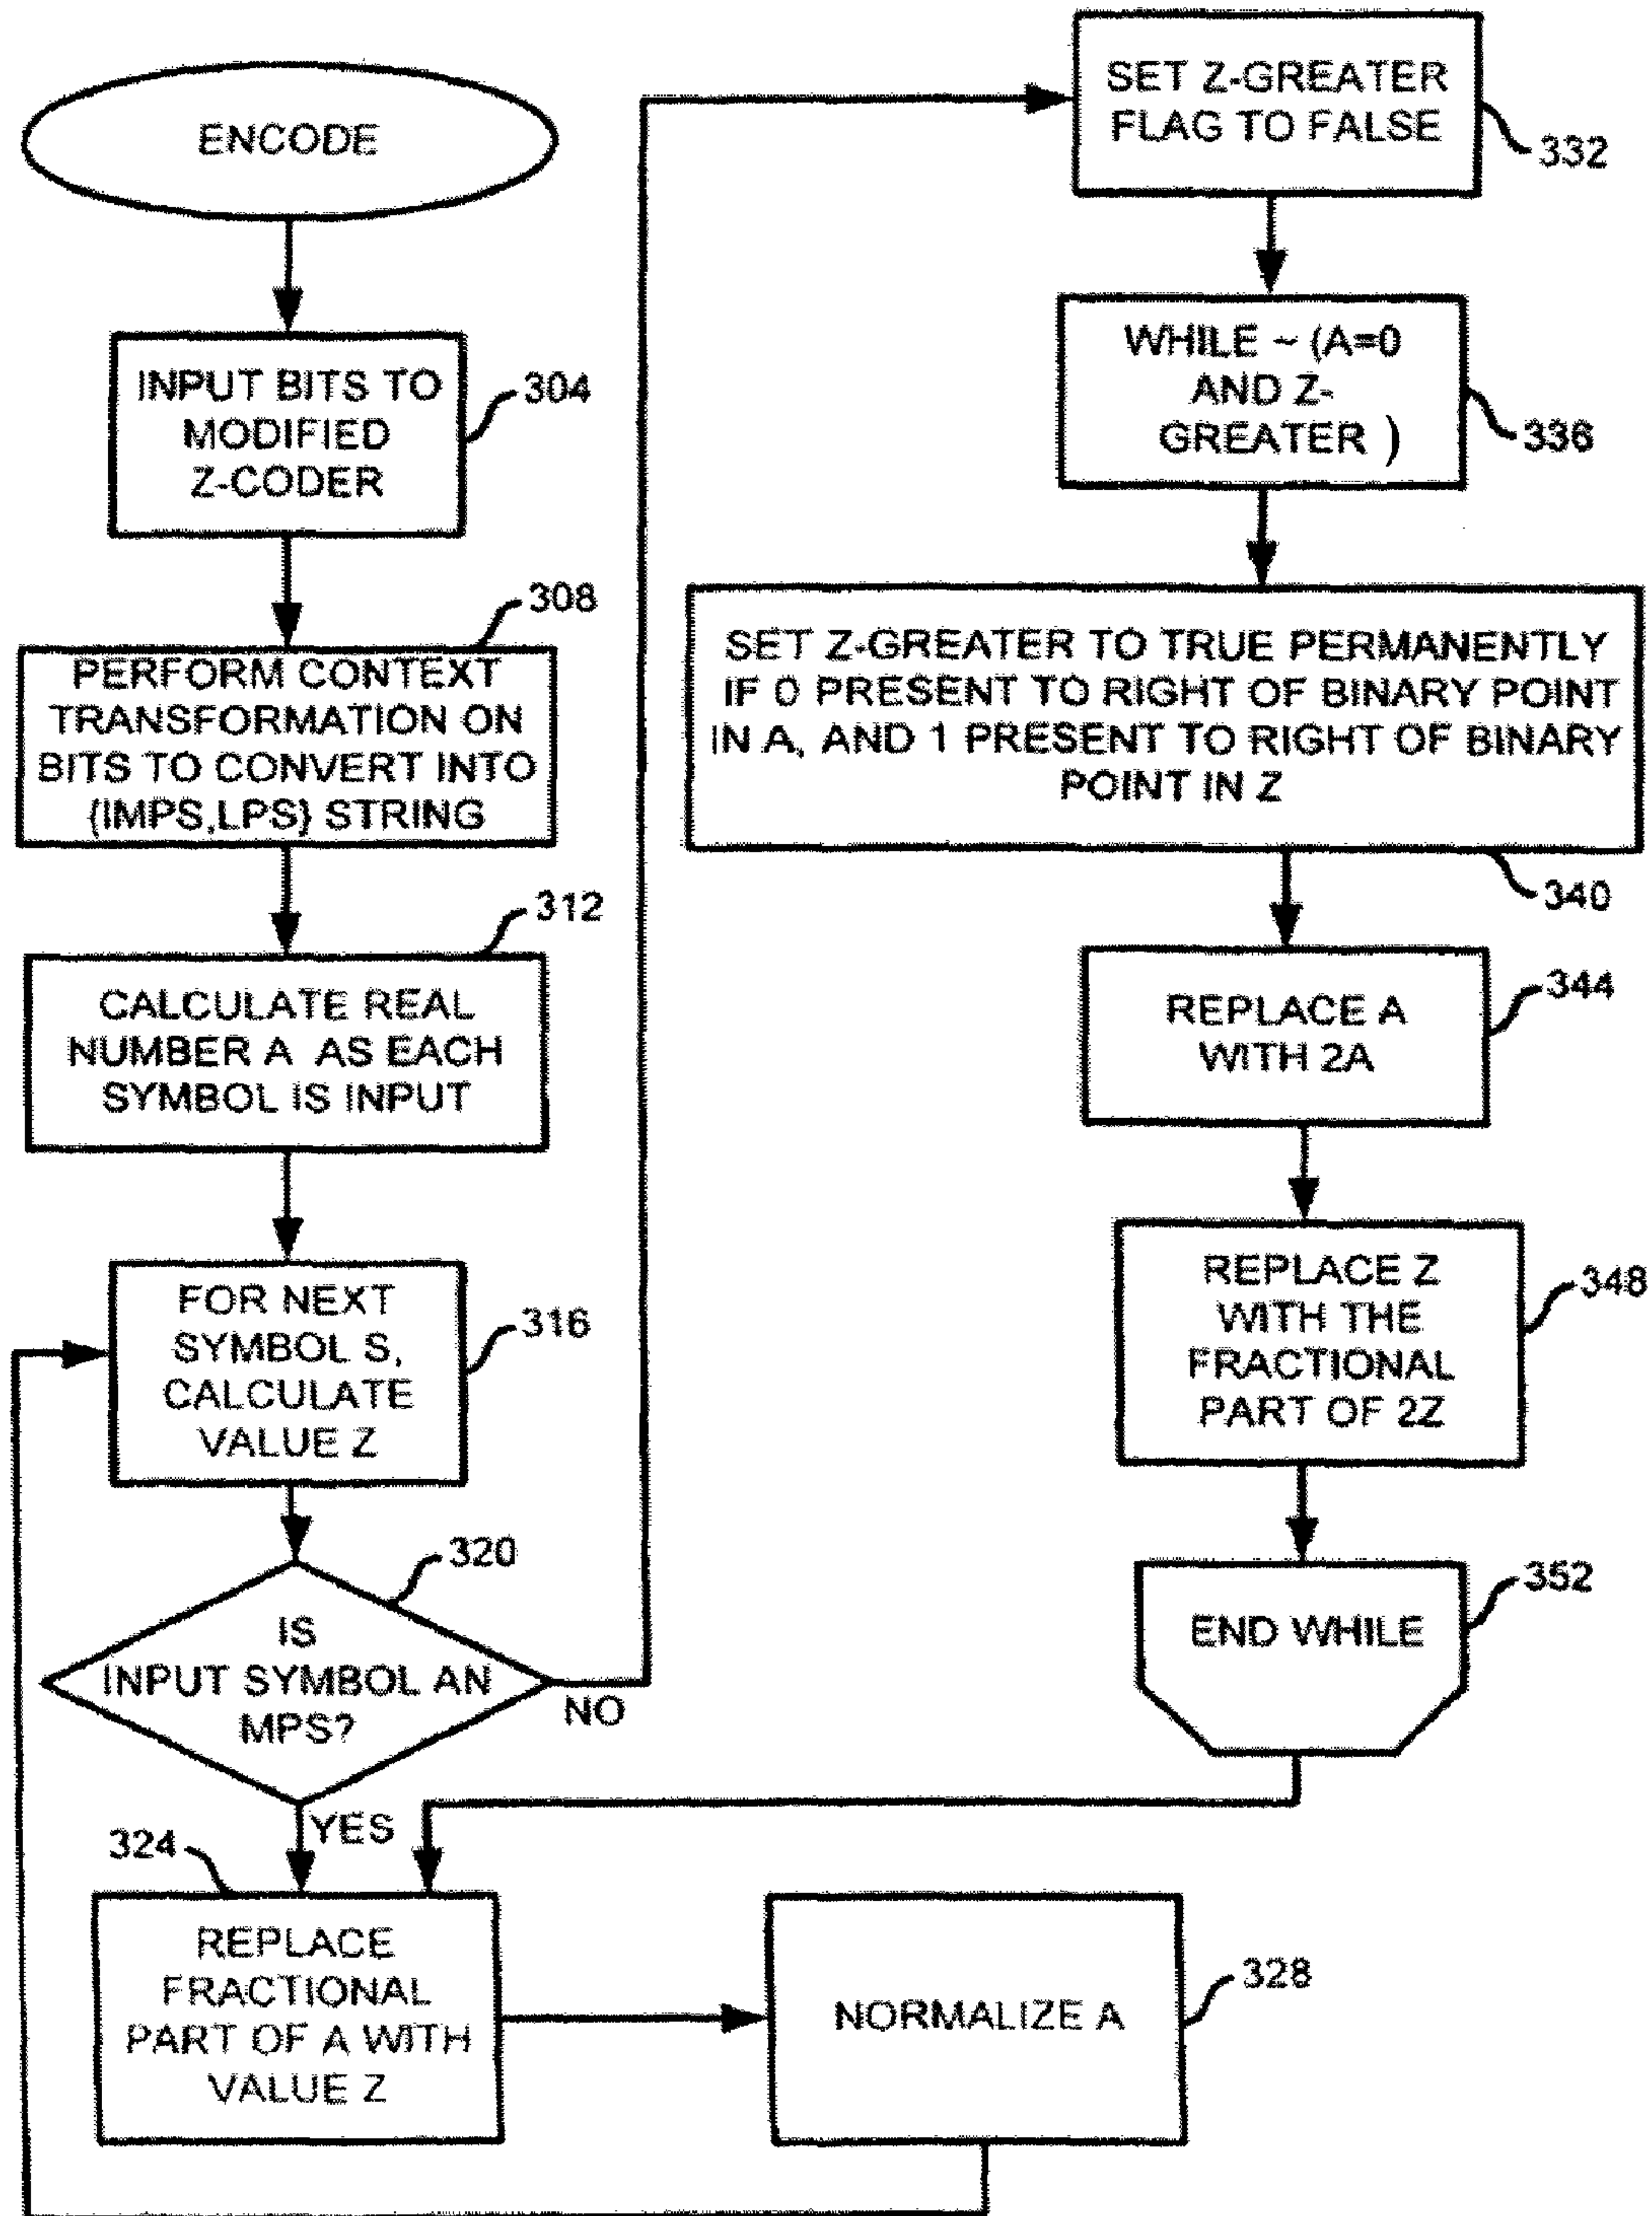 ENCODE
INPUT BITS TO
MODIFIED
Z-CODER
304
308
PERFORM CONTEXT
TRANSFORMATION ON
BITS TO CONVERT INTO
{IMPS,LPS} STRING
312
CALCULATE REAL
NUMBER A AS EACH
SYMBOL IS INPUT
FOR NEXT
SYMBOL S,
CALCULATE
VALUE Z
316
320
IS
INPUT SYMBOL AN
MPS?
NO
YES
324
REPLACE
FRACTIONAL
PART OF A WITH
VALUE Z
NORMALIZE A
328
SET Z-GREATER
FLAG TO FALSE
332
WHILE ~ (A=0
AND Z-
GREATER )
336
SET Z-GREATER TO TRUE PERMANENTLY
IF 0 PRESENT TO RIGHT OF BINARY POINT
IN A, AND 1 PRESENT TO RIGHT OF BINARY
POINT IN Z
340
REPLACE A
WITH 2A
344
REPLACE Z
WITH THE
FRACTIONAL
PART OF 2Z
348
END WHILE
352